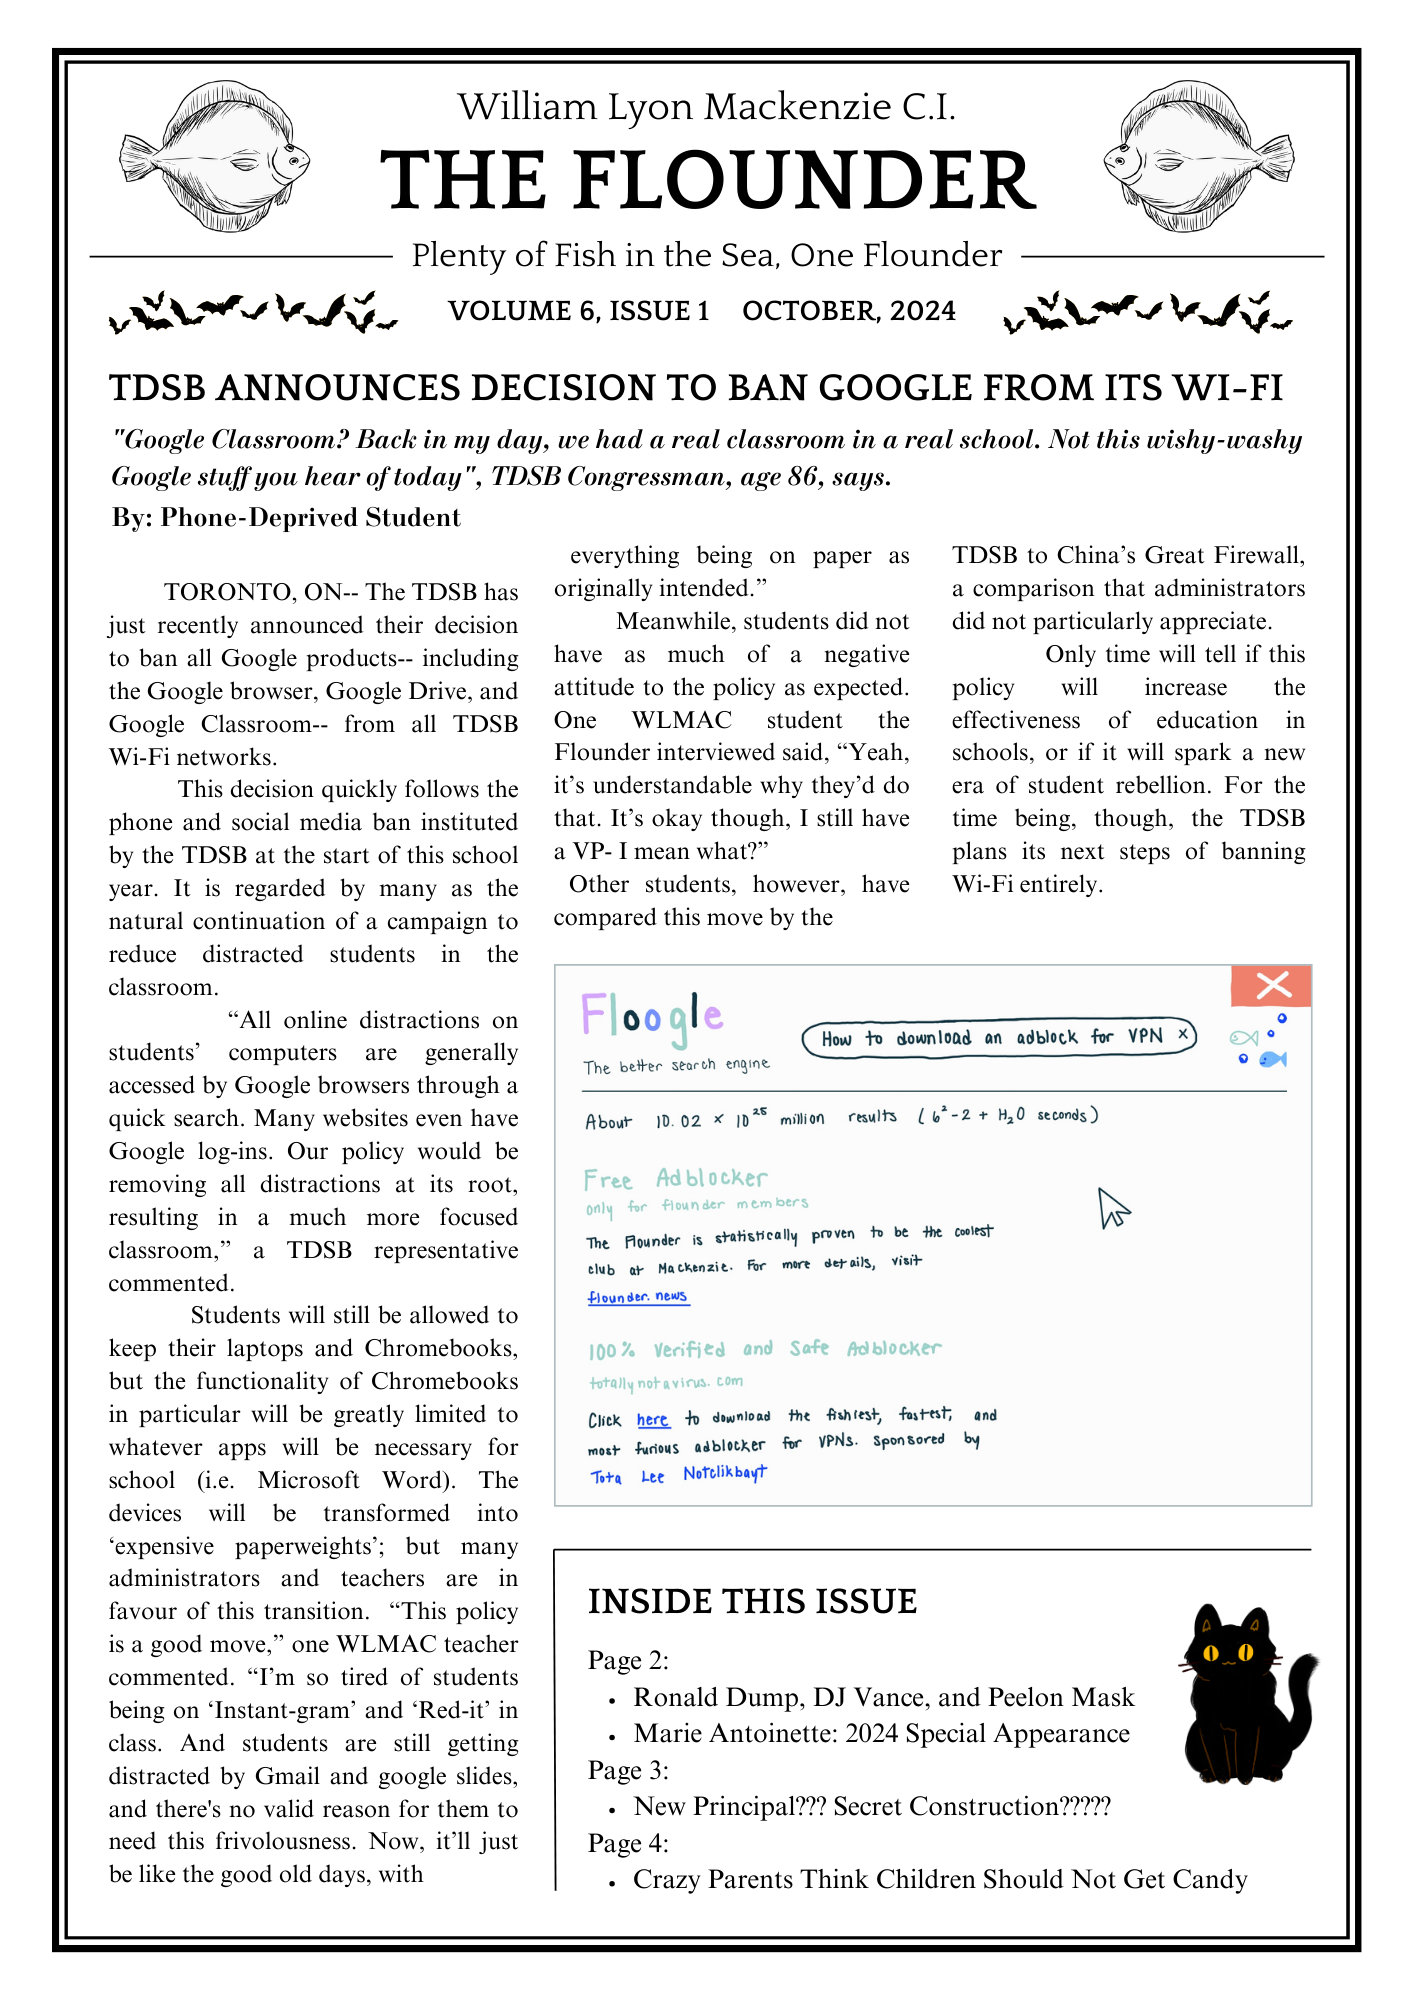 William Lyon Mackenzie C.I.
THE FLOUNDER
Plenty of Fish in the Sea, One Flounder
VOLUME 6, ISSUE 1 OCTOBER, 2024
TDSB ANNOUNCES DECISION TO BAN GOOGLE FROM ITS WI-FI
"Google Classroom? Back in my day, we had a real classroom in a real school. Not this wishy-washy
Google stuff you hear of today", TDSB Congressman, age 86, says.
By: Phone-Deprived Student
TORONTO, ON-- The TDSB has
just recently announced their decision
to ban all Google products-- including
the Google browser, Google Drive, and
Google Classroom-- from all TDSB
Wi-Fi networks.
This decision quickly follows the
phone and social media ban instituted
by the TDSB at the start of this school
year. It is regarded by many as the
natural continuation of a campaign to
reduce distracted students in the
classroom.
“All online distractions on
students’ computers are generally
accessed by Google browsers through a
quick search. Many websites even have
Google log-ins. Our policy would be
removing all distractions at its root,
resulting in a much more focused
classroom,” a TDSB representative
commented.
Students will still be allowed to
keep their laptops and Chromebooks,
but the functionality of Chromebooks
in particular will be greatly limited to
whatever apps will be necessary for
school (i.e. Microsoft Word). The
devices will be transformed into
‘expensive paperweights’; but many
administrators and teachers are in
favour of this transition. “This policy
is a good move,” one WLMAC teacher
commented. “I’m so tired of students
being on ‘Instant-gram’ and ‘Red-it’ in
class. And students are still getting
distracted by Gmail and google slides,
and there's no valid reason for them to
need this frivolousness. Now, it’ll just
be like the good old days, with
everything being on paper as
originally intended.”
Meanwhile, students did not
have as much of a negative
attitude to the policy as expected.
One WLMAC student the
Flounder interviewed said, “Yeah,
it’s understandable why they’d do
that. It’s okay though, I still have
a VP- I mean what?”
Other students, however, have
compared this move by the
TDSB to China’s Great Firewall,
a comparison that administrators
did not particularly appreciate.
Only time will tell if this
policy will increase the
effectiveness of education in
schools, or if it will spark a new
era of student rebellion. For the
time being, though, the TDSB
plans its next steps of banning
Wi-Fi entirely.
Floogle
The better search engine
How to download an adblock for VPN x
About 10.02 × 10²⁵ million results (6²-2 + H₂O seconds)
Free Adblocker
only for flounder members
The Flounder is statistically proven to be the coolest
club at Mackenzie. For more details, visit
flounder.news
100% Verified and Safe Adblocker
totallynotavirus.com
Click here to download the fishiest, fastest, and
most furious adblocker for VPNs. Sponsored by
Tota Lee Notclikbayt
INSIDE THIS ISSUE
Page 2:
• Ronald Dump, DJ Vance, and Peelon Mask
• Marie Antoinette: 2024 Special Appearance
Page 3:
• New Principal??? Secret Construction?????
Page 4:
• Crazy Parents Think Children Should Not Get Candy